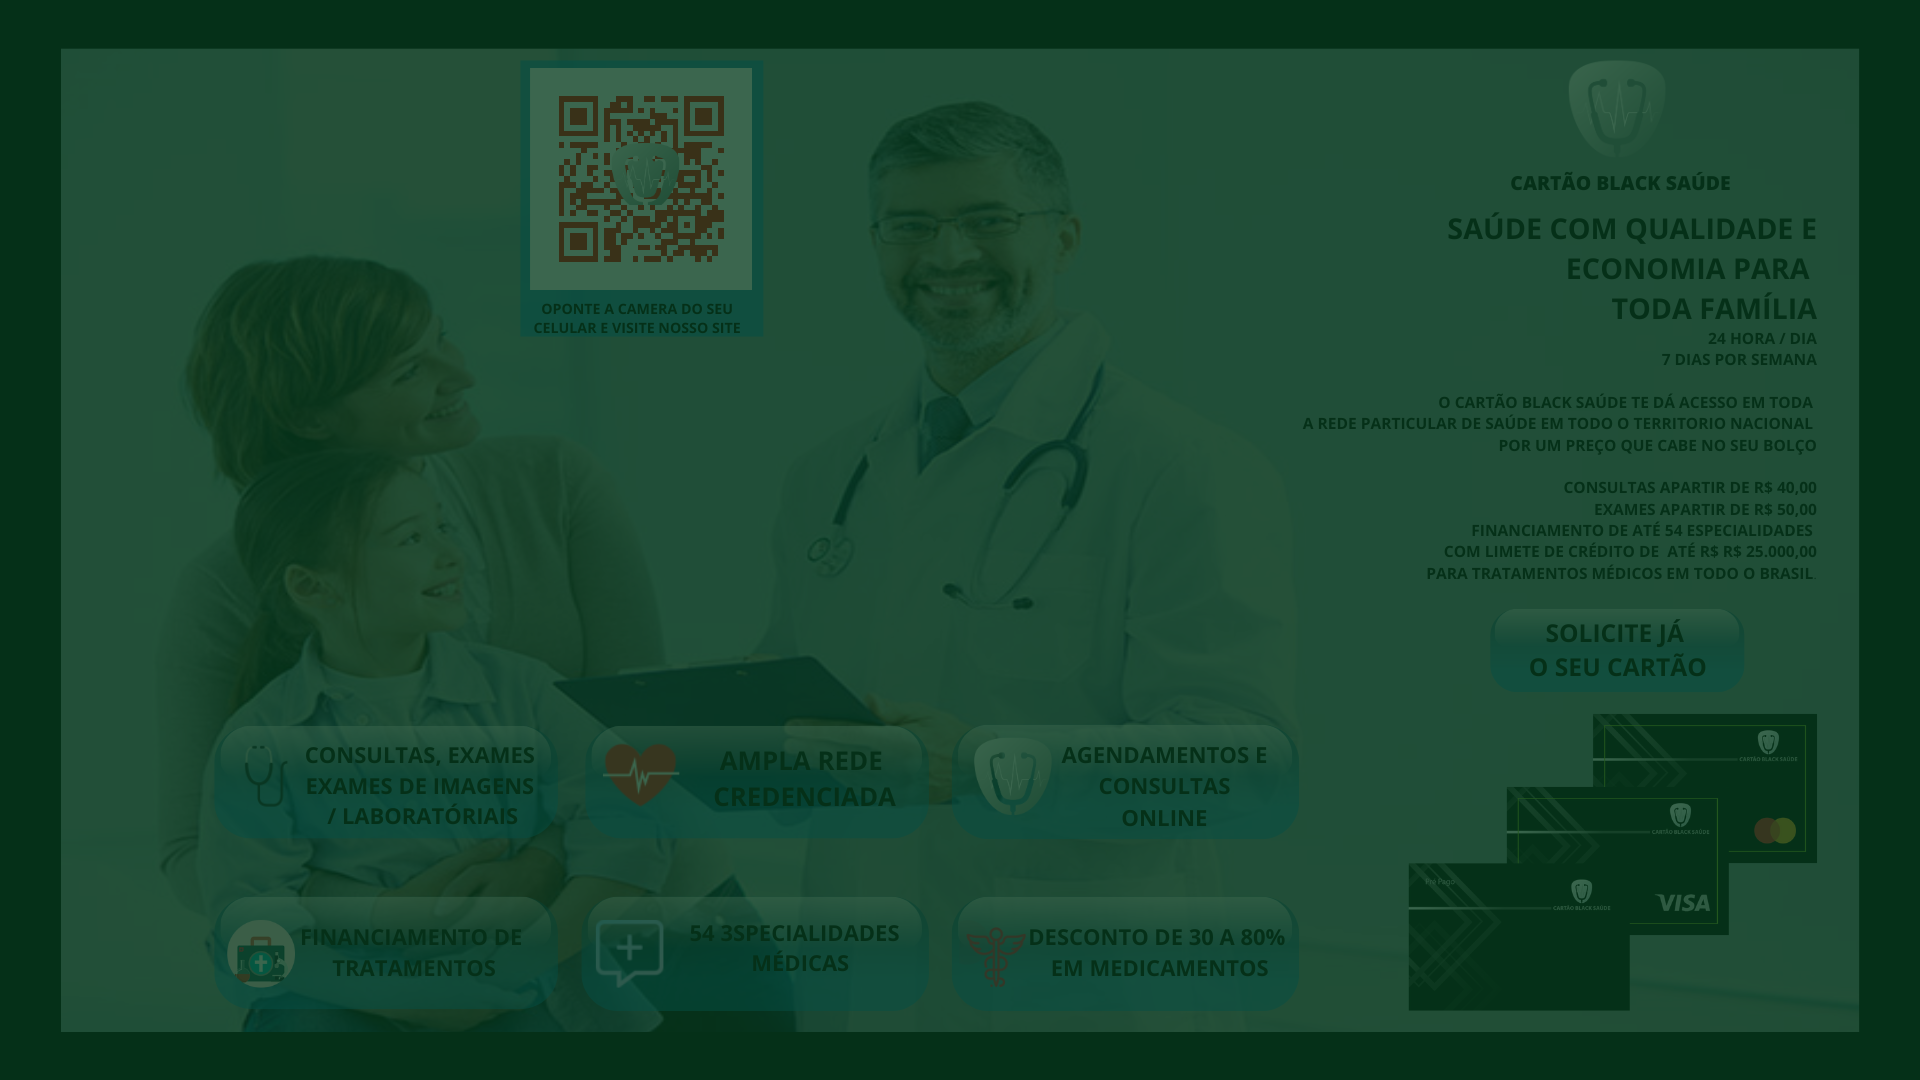 OPONTE A CAMERA DO SEU
CELULAR E VISITE NOSSO SITE
CARTÃO BLACK SAÚDE
SAÚDE COM QUALIDADE E
ECONOMIA PARA
TODA FAMÍLIA
24 HORA / DIA
7 DIAS POR SEMANA
O CARTÃO BLACK SAÚDE TE DÁ ACESSO EM TODA
A REDE PARTICULAR DE SAÚDE EM TODO O TERRITORIO NACIONAL
POR UM PREÇO QUE CABE NO SEU BOLÇO
CONSULTAS APARTIR DE R$ 40,00
EXAMES APARTIR DE R$ 50,00
FINANCIAMENTO DE ATÉ 54 ESPECIALIDADES
COM LIMETE DE CRÉDITO DE ATÉ R$ R$ 25.000,00
PARA TRATAMENTOS MÉDICOS EM TODO O BRASIL.
SOLICITE JÁ
O SEU CARTÃO
CONSULTAS, EXAMES
EXAMES DE IMAGENS
/ LABORATÓRIAIS
AMPLA REDE
CREDENCIADA
AGENDAMENTOS E
CONSULTAS
ONLINE
FINANCIAMENTO DE
TRATAMENTOS
54 3SPECIALIDADES
MÉDICAS
DESCONTO DE 30 A 80%
EM MEDICAMENTOS
CARTÃO BLACK SAÚDE
CARTÃO BLACK SAÚDE
VISA
Pré Pago
CARTÃO BLACK SAÚDE